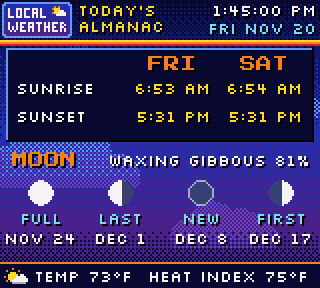 LOCAL WEATHER
TODAY'S ALMANAC
1:45:00 PM
FRI NOV 20
FRI SAT
SUNRISE 6:53 AM 6:54 AM
SUNSET 5:31 PM 5:31 PM
MOON WAXING GIBBOUS 81%
FULL LAST NEW FIRST
NOV 24 DEC 1 DEC 8 DEC 17
TEMP 73°F HEAT INDEX 75°F